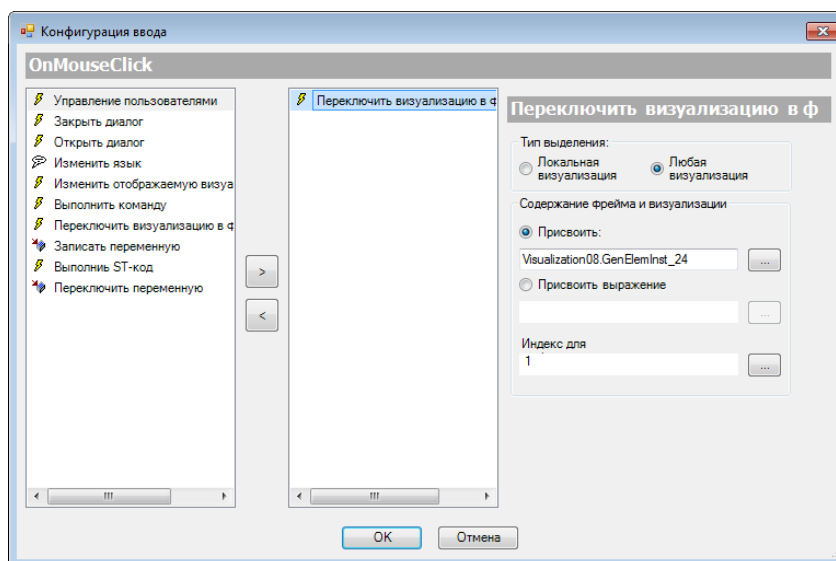 Конфигурация ввода
OnMouseClick
Управление пользователями
Закрыть диалог
Открыть диалог
Изменить язык
Изменить отображаемую визуа
Выполнить команду
Переключить визуализацию в ф
Записать переменную
Выполнить ST-код
Переключить переменную
>
<
Переключить визуализацию в ф
Переключить визуализацию в ф
Тип выделения:
Локальная визуализация
Любая визуализация
Содержание фрейма и визуализации
Присвоить:
Visualization08.GenElemInst_24
...
Присвоить выражение
...
Индекс для
1
...
OK
Отмена